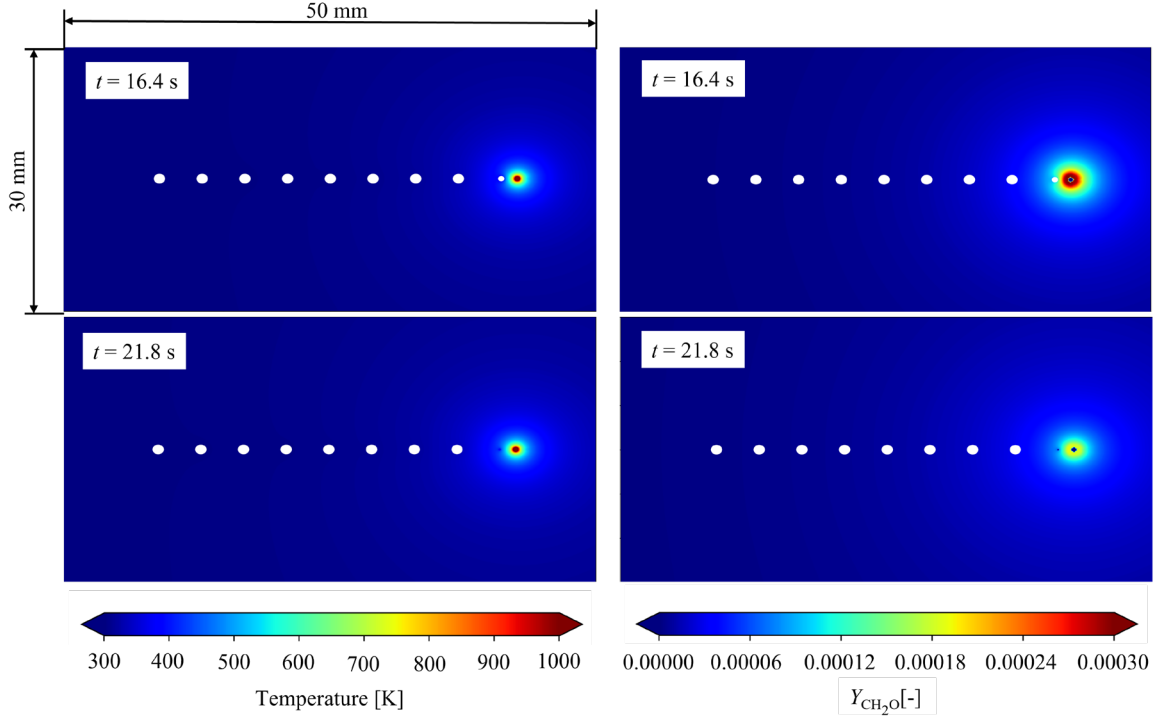 50 mm
30 mm
t = 16.4 s
t = 16.4 s
t = 21.8 s
t = 21.8 s
300 400 500 600 700 800 900 1000
Temperature [K]
0.00000 0.00006 0.00012 0.00018 0.00024 0.00030
Y_CH₂O[-]